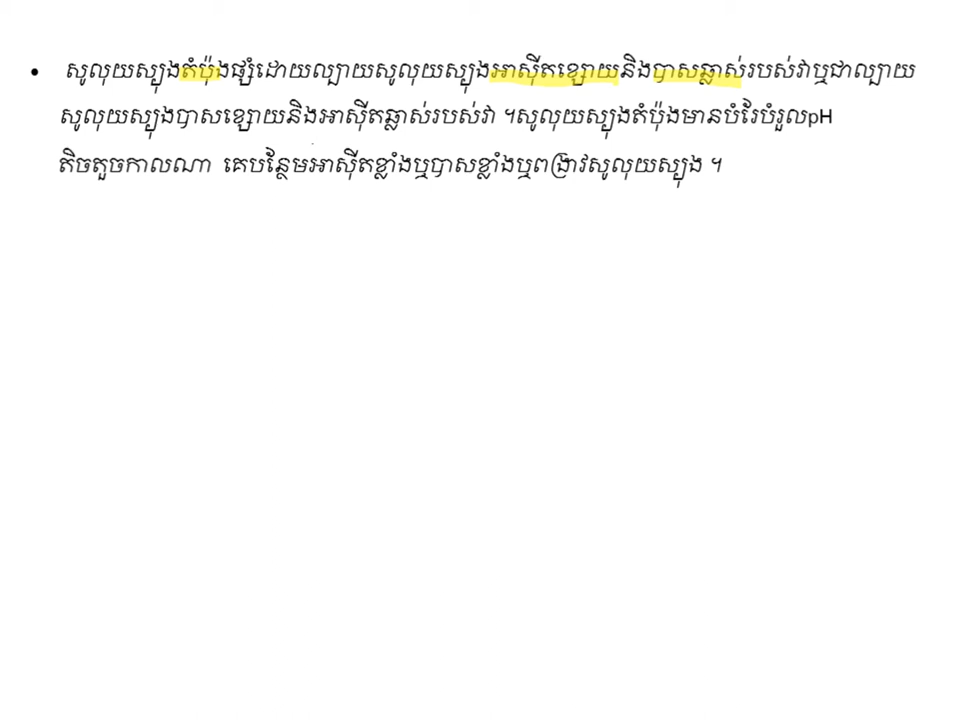 • សូលុយស្យុងតំប៉ុងផ្សំដោយល្បាយសូលុយស្យុងអាស៊ីតខ្សោយនិងបាសឆ្លាស់របស់វាឬជាល្បាយ
សូលុយស្យុងបាសខ្សោយនិងអាស៊ីតឆ្លាស់របស់វា ។សូលុយស្យុងតំប៉ុងមានបំរែបំរួលpH
តិចតួចកាលណា គេបន្ថែមអាស៊ីតខ្លាំងឬបាសខ្លាំងឬពង្រាវសូលុយស្យុង ។